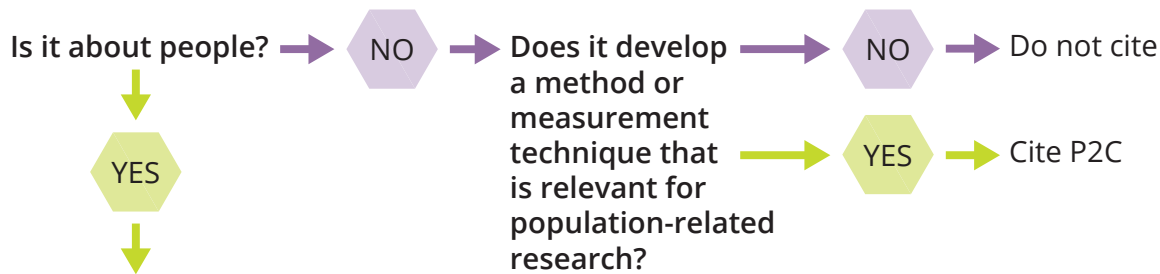 Is it about people?
NO
Does it develop
a method or
measurement
technique that
is relevant for
population-related
research?
NO
Do not cite
YES
Cite P2C
YES